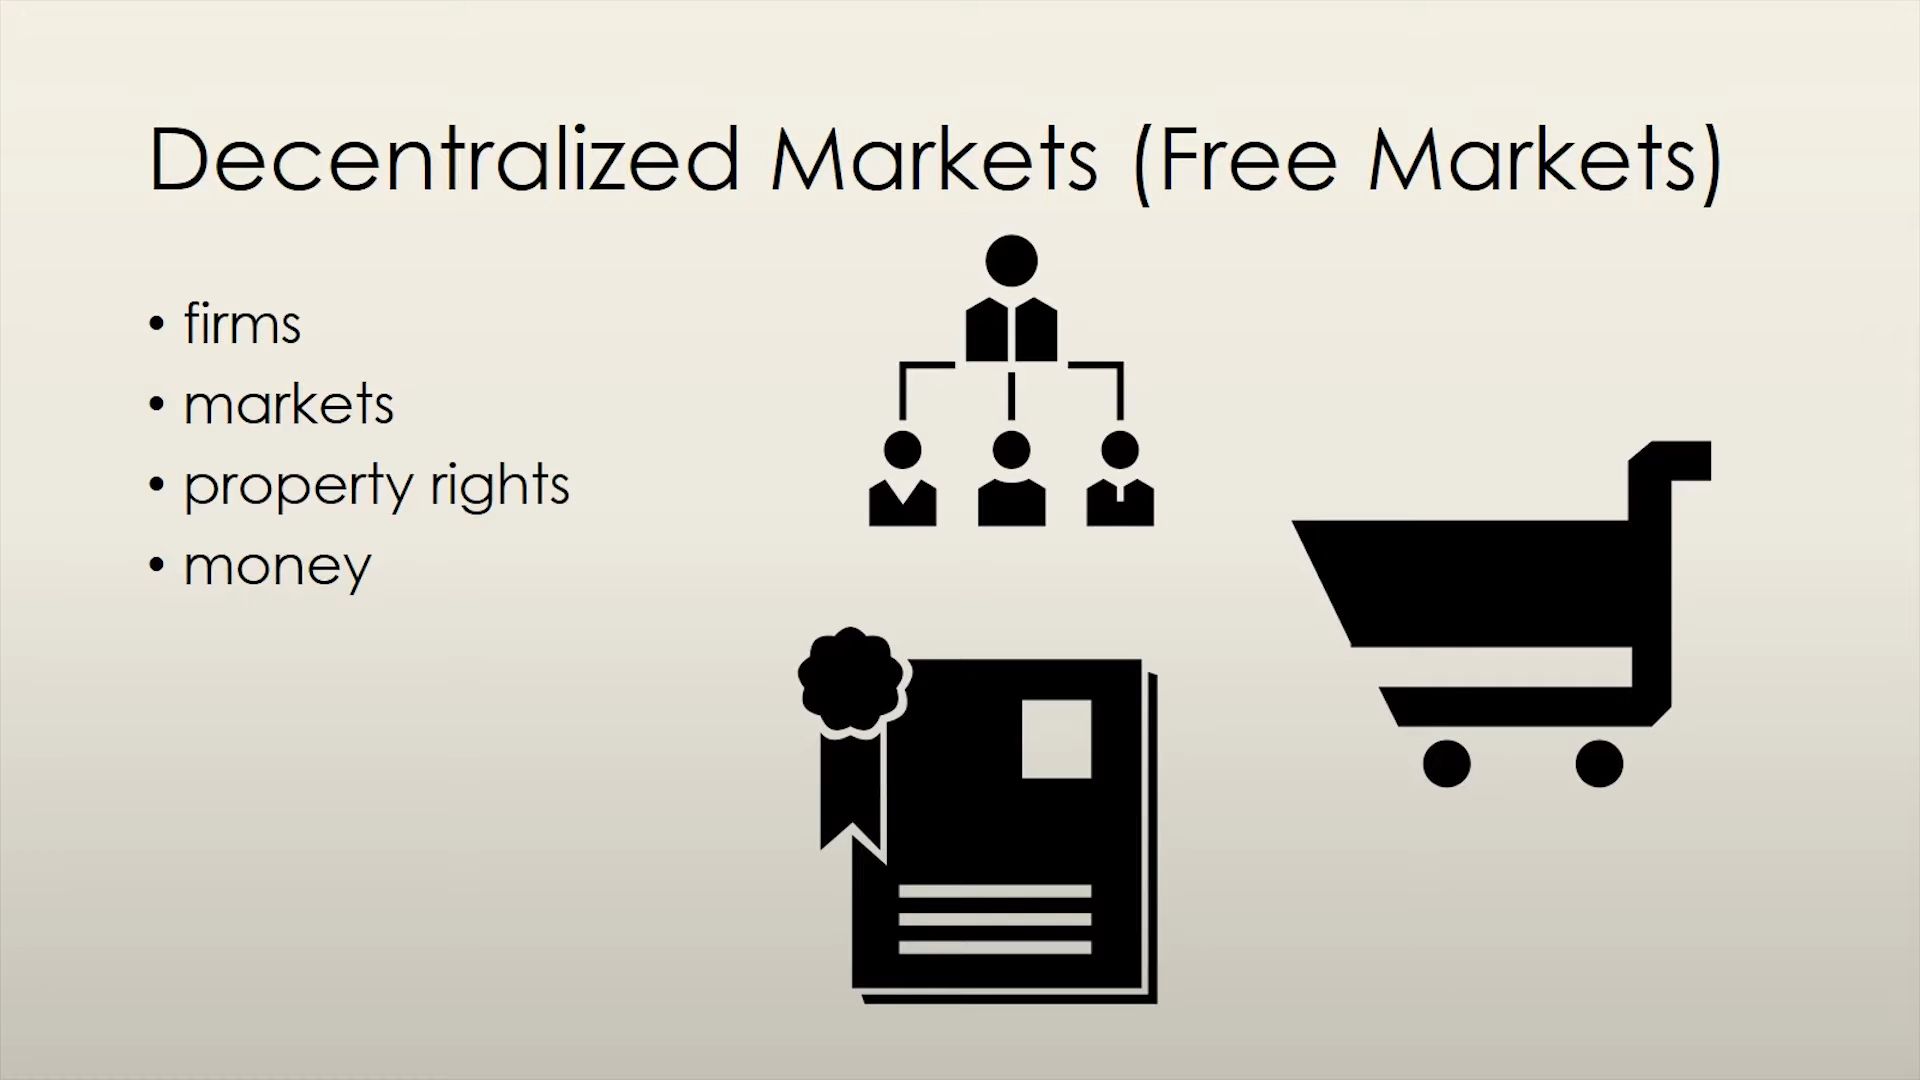 Decentralized Markets (Free Markets)
• firms
• markets
• property rights
• money